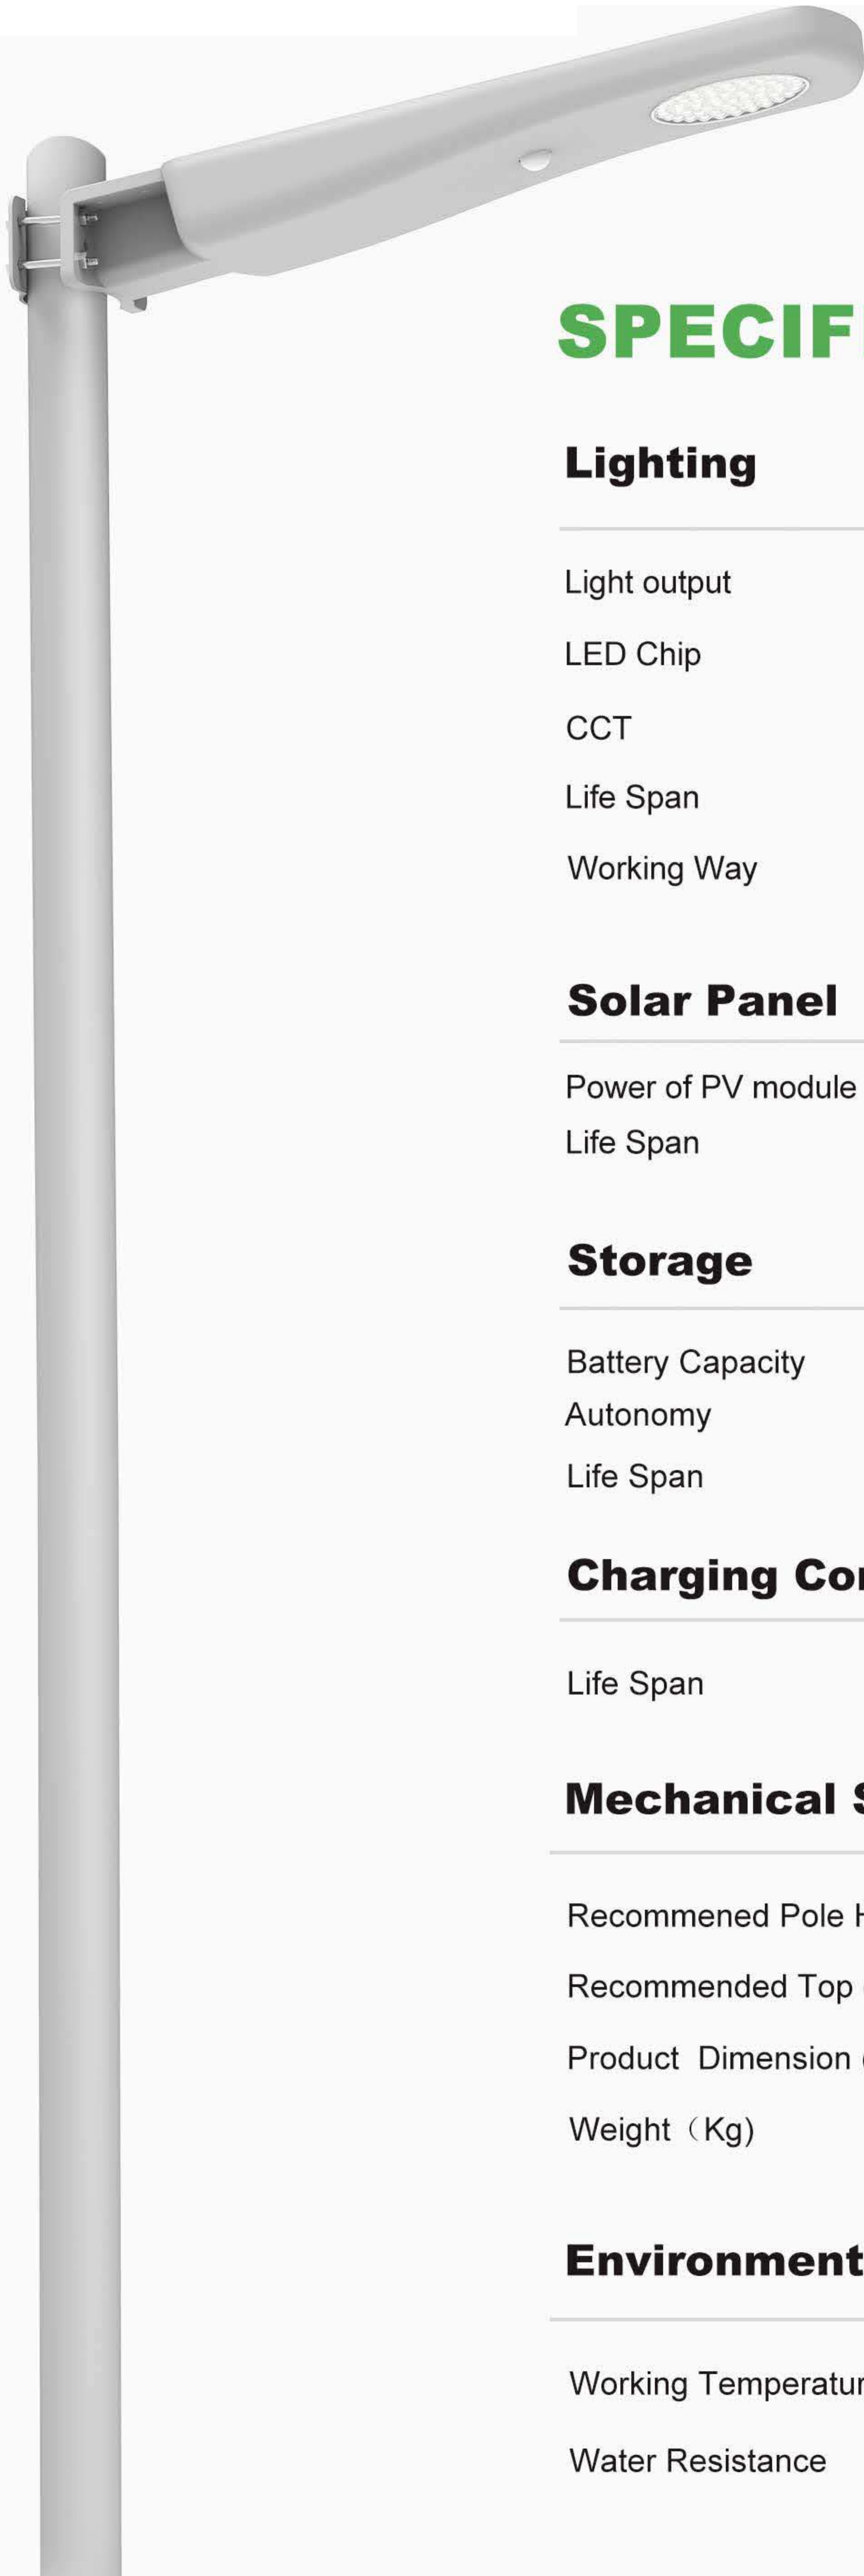 SPECIF
Lighting
Light output
LED Chip
CCT
Life Span
Working Way
Solar Panel
Power of PV module
Life Span
Storage
Battery Capacity
Autonomy
Life Span
Charging Co
Life Span
Mechanical
Recommened Pole H
Recommended Top
Product Dimension
Weight（Kg)
Environment
Working Temperatur
Water Resistance